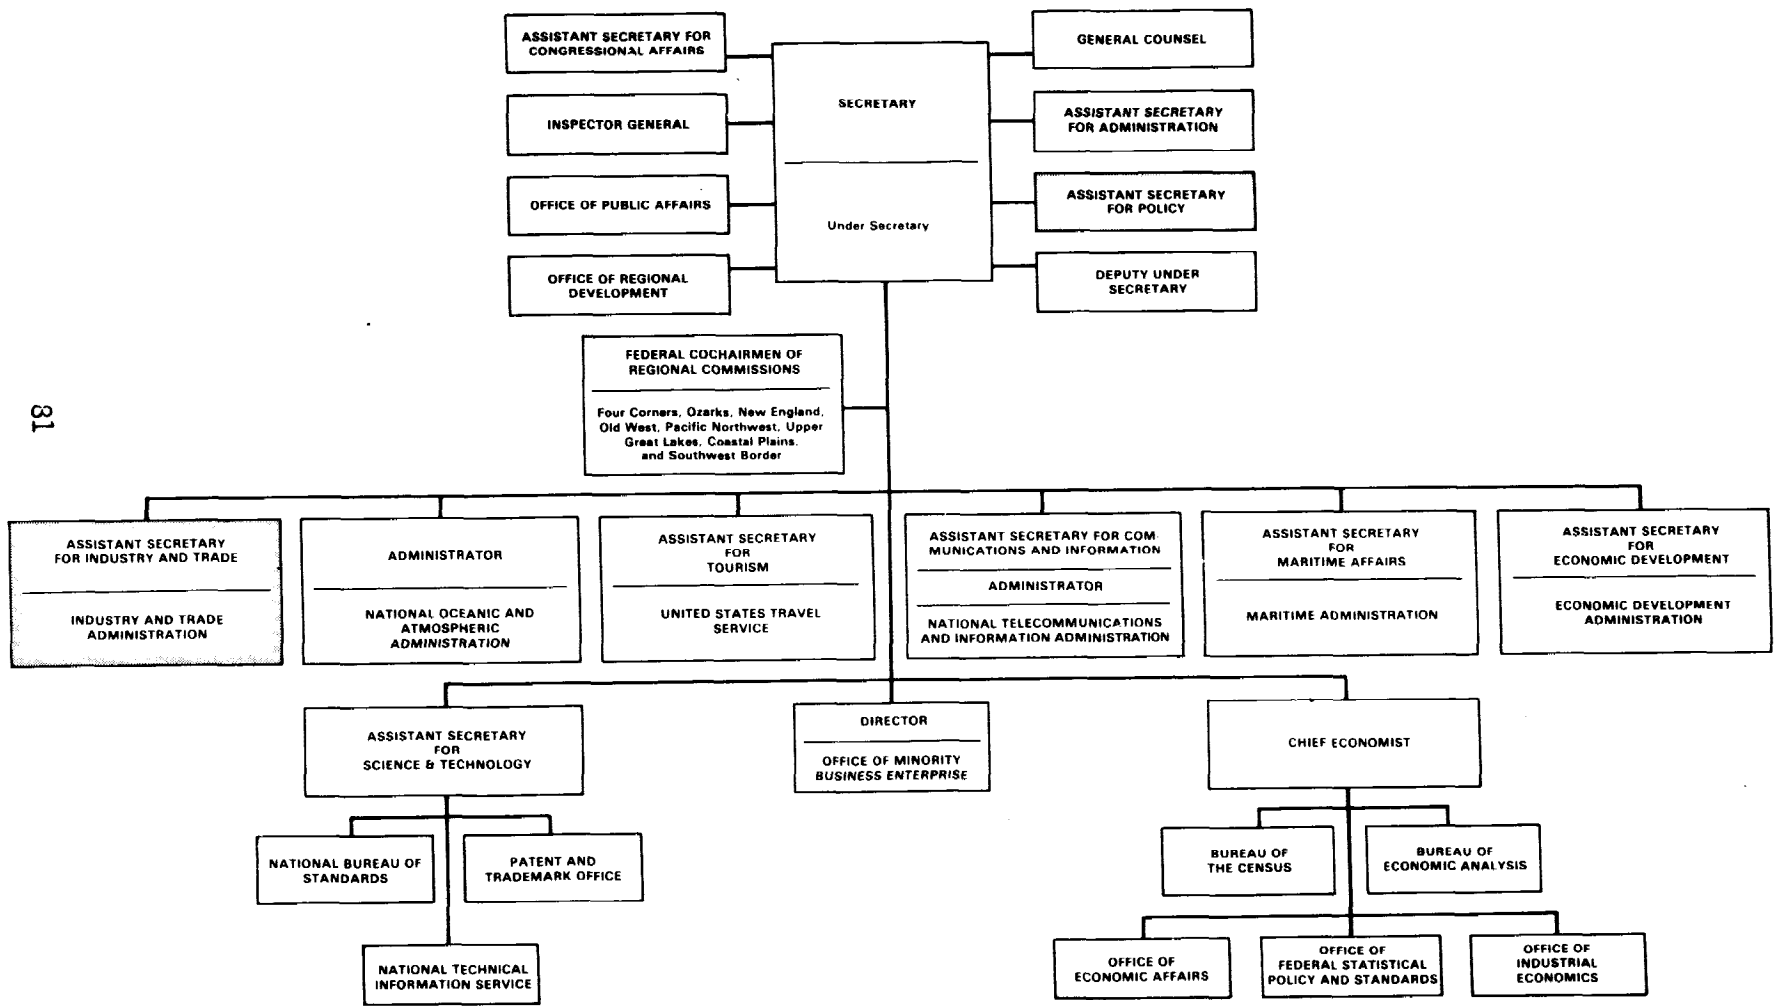 ASSISTANT SECRETARY FOR
CONGRESSIONAL AFFAIRS
INSPECTOR GENERAL
OFFICE OF PUBLIC AFFAIRS
OFFICE OF REGIONAL
DEVELOPMENT
SECRETARY
Under Secretary
GENERAL COUNSEL
ASSISTANT SECRETARY
FOR ADMINISTRATION
ASSISTANT SECRETARY
FOR POLICY
DEPUTY UNDER
SECRETARY
FEDERAL COCHAIRMEN OF
REGIONAL COMMISSIONS
Four Corners, Ozarks, New England,
Old West, Pacific Northwest, Upper
Great Lakes, Coastal Plains,
and Southwest Border
81
ASSISTANT SECRETARY
FOR INDUSTRY AND TRADE
INDUSTRY AND TRADE
ADMINISTRATION
ADMINISTRATOR
NATIONAL OCEANIC AND
ATMOSPHERIC
ADMINISTRATION
ASSISTANT SECRETARY
FOR
TOURISM
UNITED STATES TRAVEL
SERVICE
ASSISTANT SECRETARY FOR COM-
MUNICATIONS AND INFORMATION
ADMINISTRATOR
NATIONAL TELECOMMUNICATIONS
AND INFORMATION ADMINISTRATION
ASSISTANT SECRETARY
FOR
MARITIME AFFAIRS
MARITIME ADMINISTRATION
ASSISTANT SECRETARY
FOR
ECONOMIC DEVELOPMENT
ECONOMIC DEVELOPMENT
ADMINISTRATION
ASSISTANT SECRETARY
FOR
SCIENCE & TECHNOLOGY
DIRECTOR
OFFICE OF MINORITY
BUSINESS ENTERPRISE
CHIEF ECONOMIST
NATIONAL BUREAU OF
STANDARDS
PATENT AND
TRADEMARK OFFICE
NATIONAL TECHNICAL
INFORMATION SERVICE
BUREAU OF
THE CENSUS
BUREAU OF
ECONOMIC ANALYSIS
OFFICE OF
ECONOMIC AFFAIRS
OFFICE OF
FEDERAL STATISTICAL
POLICY AND STANDARDS
OFFICE OF
INDUSTRIAL
ECONOMICS